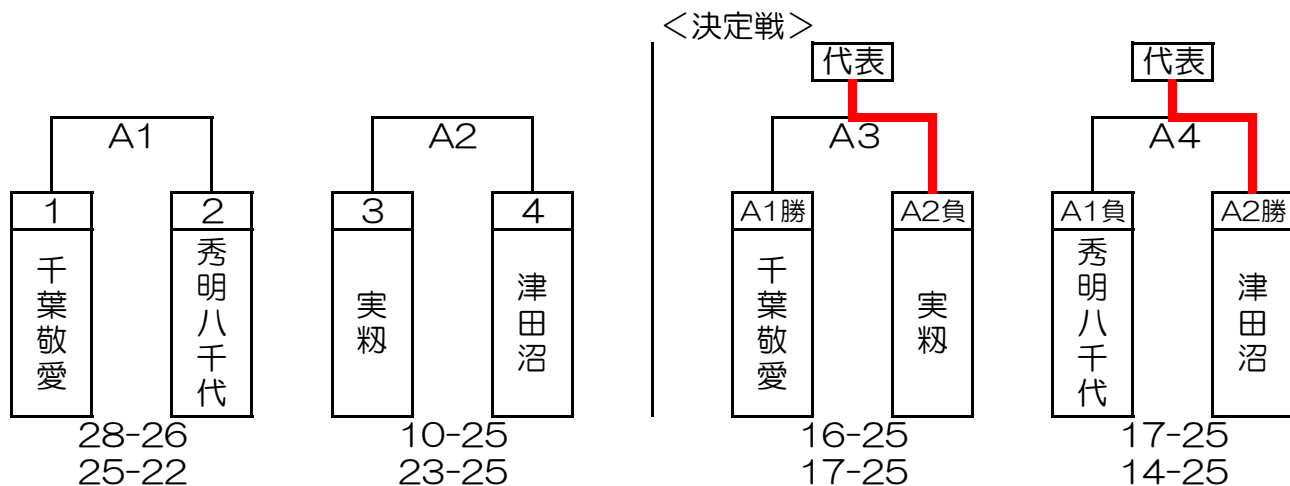 ＜決定戦＞
代表
代表
A1
A2
A3
A4
1
2
3
4
A1勝
A2負
A1負
A2勝
千葉敬愛
秀明八千代
実籾
津田沼
千葉敬愛
実籾
秀明八千代
津田沼
28-26
10-25
16-25
17-25
25-22
23-25
17-25
14-25